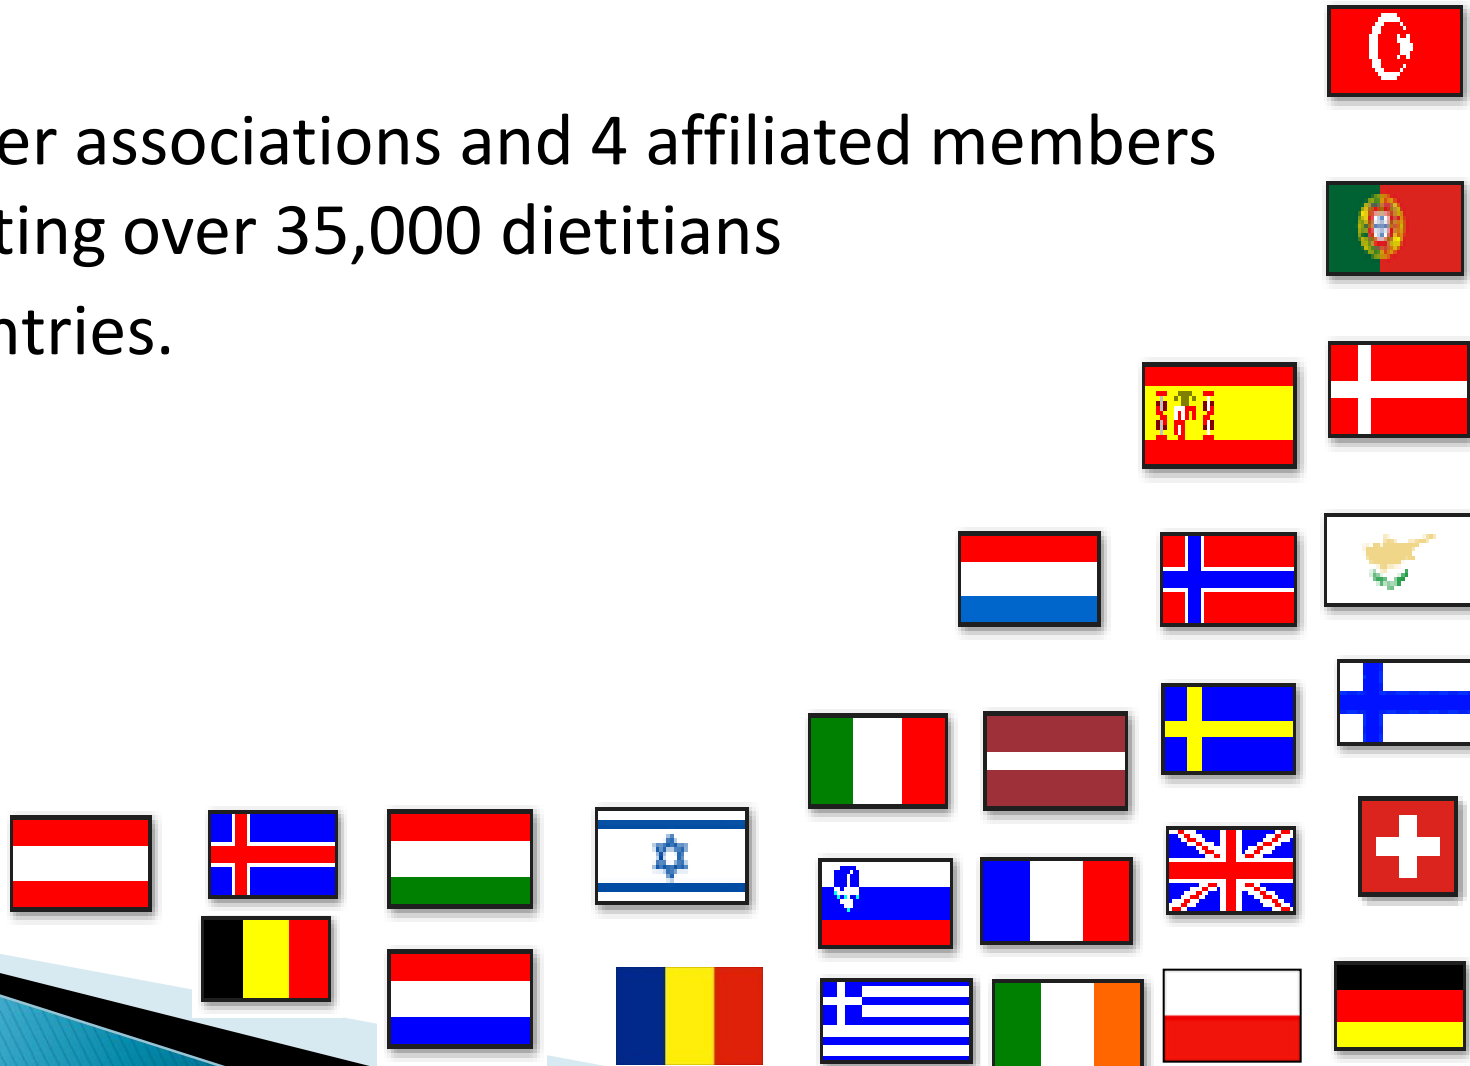 er associations and 4 affiliated members
ting over 35,000 dietitians
ntries.